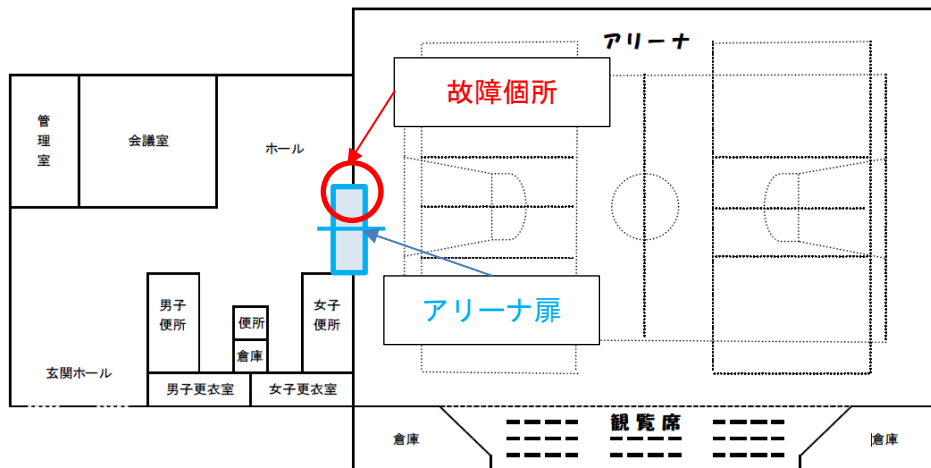 アリーナ
故障個所
管理室
会議室
ホール
アリーナ扉
男子
便所
女子
便所
便所
倉庫
玄関ホール
男子更衣室
女子更衣室
倉庫
観覧席
倉庫